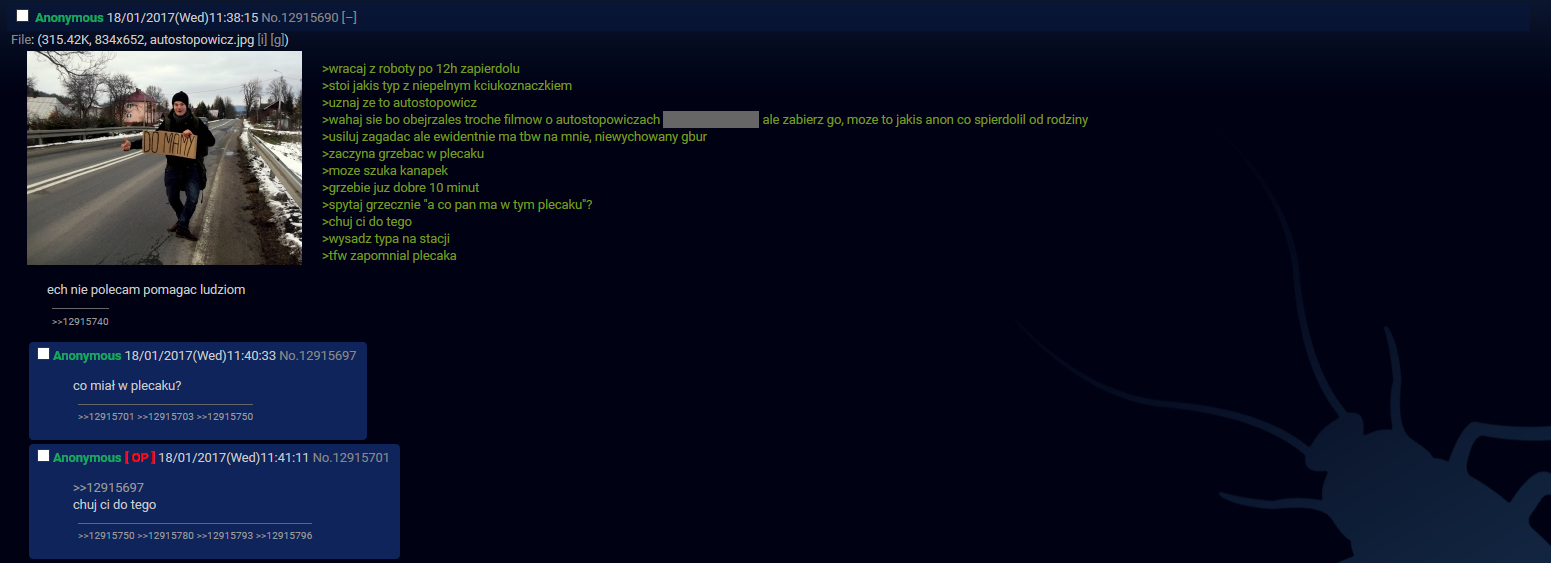 Anonymous 18/01/2017(Wed)11:38:15 No.12915690 [–]
File: (315.42K, 834x652, autostopowicz.jpg [i] [g])
DO MAMY
>wracaj z roboty po 12h zapierdolu
>stoi jakis typ z niepelnym kciukoznaczkiem
>uznaj ze to autostopowicz
>wahaj sie bo obejrzales troche filmow o autostopowiczach ale zabierz go, moze to jakis anon co spierdolil od rodziny
>usiluj zagadac ale ewidentnie ma tbw na mnie, niewychowany gbur
>zaczyna grzebac w plecaku
>moze szuka kanapek
>grzebie juz dobre 10 minut
>spytaj grzecznie "a co pan ma w tym plecaku"?
>chuj ci do tego
>wysadz typa na stacji
>tfw zapomnial plecaka
ech nie polecam pomagac ludziom
>>12915740
Anonymous 18/01/2017(Wed)11:40:33 No.12915697
co miał w plecaku?
>>12915701 >>12915703 >>12915750
Anonymous [ OP ] 18/01/2017(Wed)11:41:11 No.12915701
>>12915697
chuj ci do tego
>>12915750 >>12915780 >>12915793 >>12915796